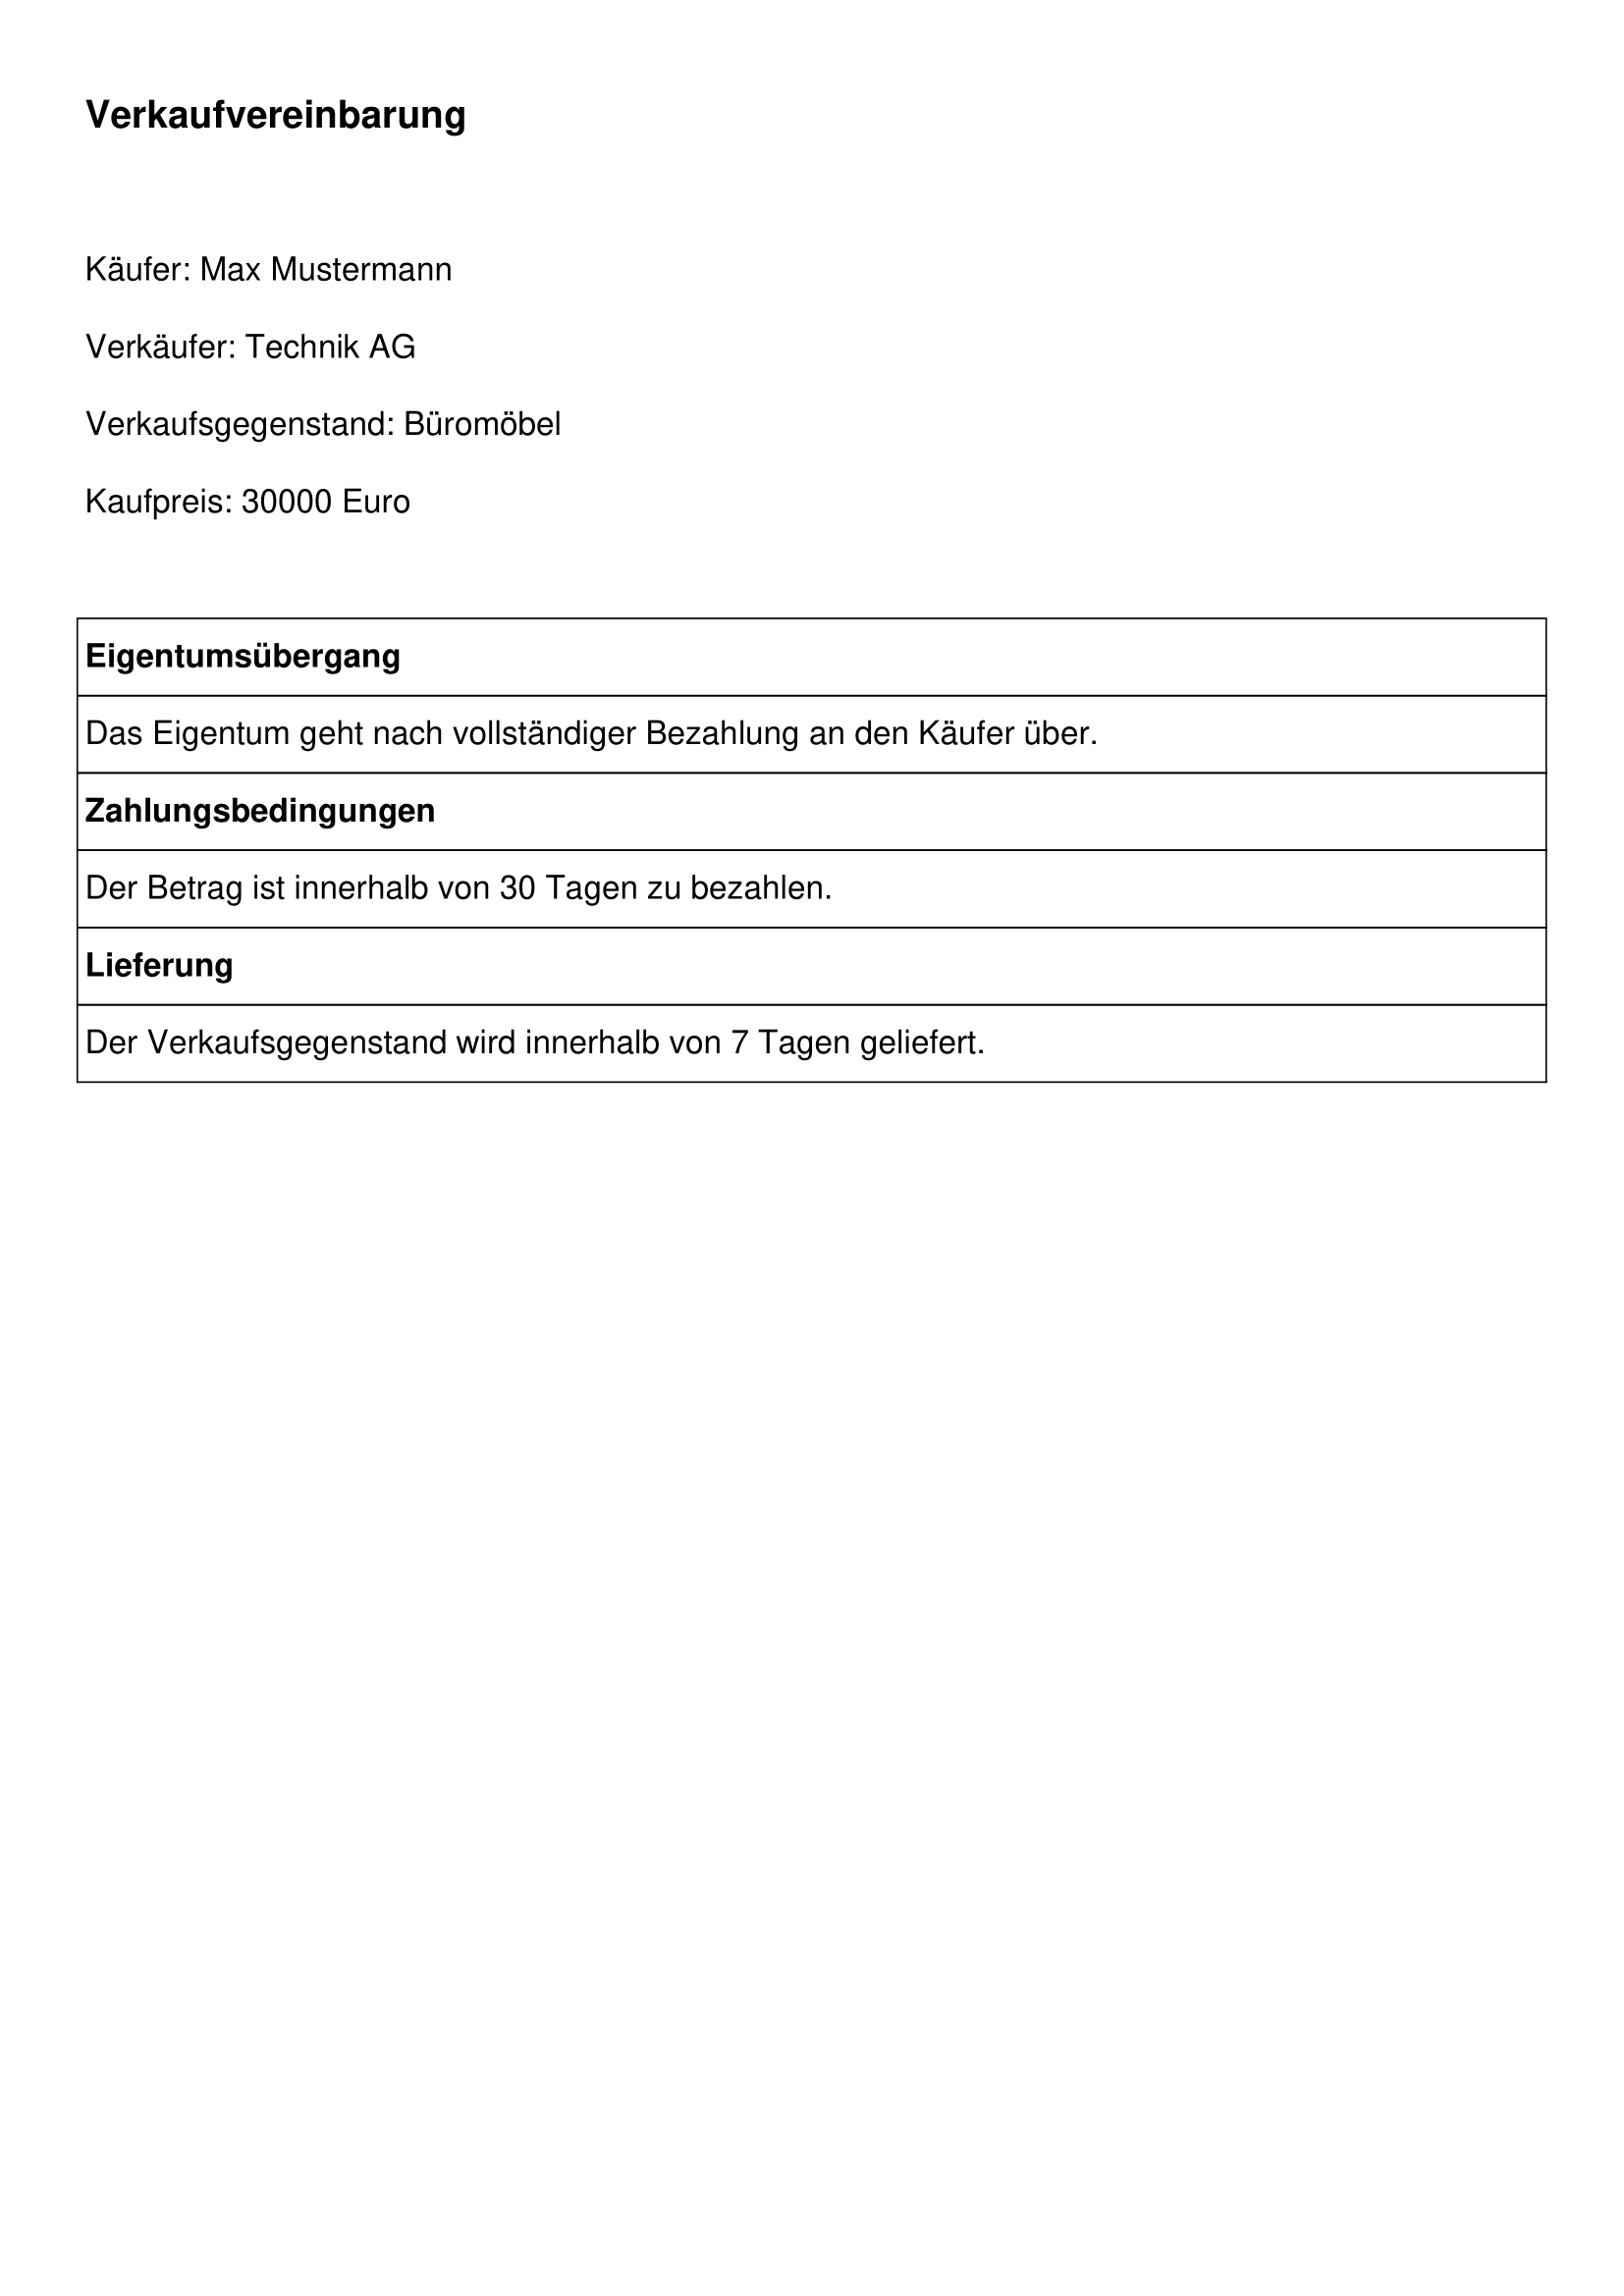 Verkaufvereinbarung
Käufer: Max Mustermann
Verkäufer: Technik AG
Verkaufsgegenstand: Büromöbel
Kaufpreis: 30000 Euro
Eigentumsübergang
Das Eigentum geht nach vollständiger Bezahlung an den Käufer über.
Zahlungsbedingungen
Der Betrag ist innerhalb von 30 Tagen zu bezahlen.
Lieferung
Der Verkaufsgegenstand wird innerhalb von 7 Tagen geliefert.